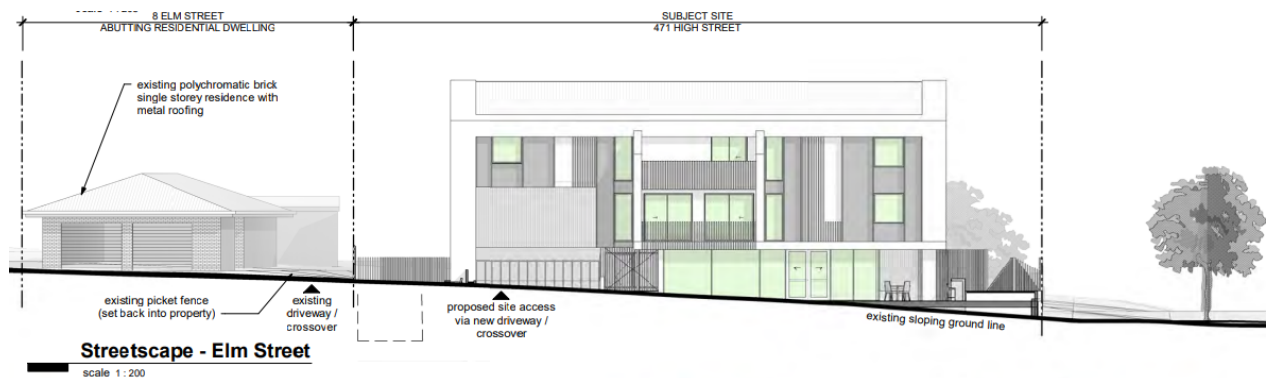 8 ELM STREET
ABUTTING RESIDENTIAL DWELLING
SUBJECT SITE
471 HIGH STREET
existing polychromatic brick
single storey residence with
metal roofing
existing picket fence
(set back into property)
existing
driveway /
crossover
proposed site access
via new driveway /
crossover
existing sloping ground line
Streetscape - Elm Street
scale 1 : 200